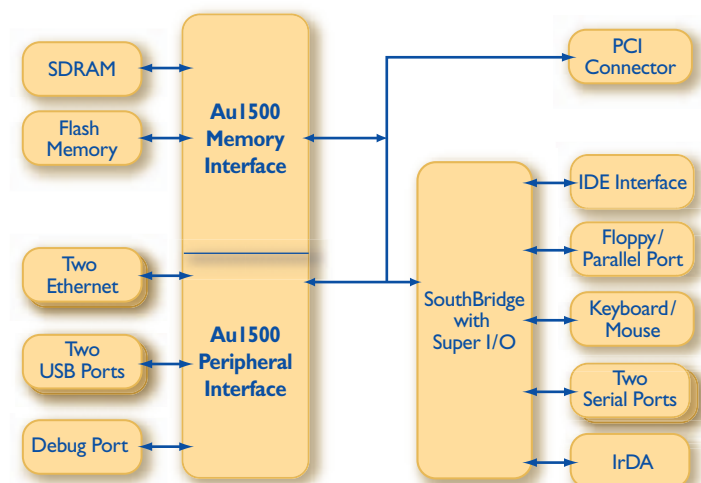 SDRAM
Flash
Memory
Au1500
Memory
Interface
PCI
Connector
Two
Ethernet
Two
USB Ports
Debug Port
Au1500
Peripheral
Interface
SouthBridge
with
Super I/O
IDE Interface
Floppy/
Parallel Port
Keyboard/
Mouse
Two
Serial Ports
IrDA